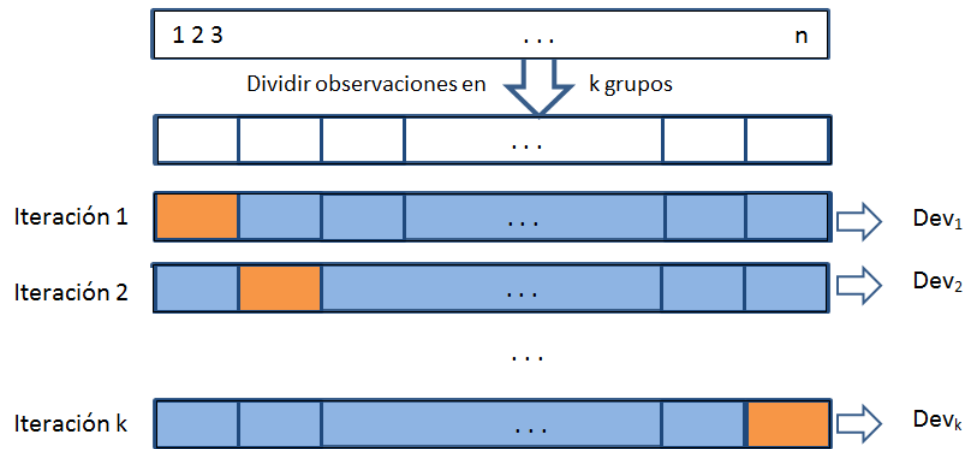 1 2 3 . . . n
Dividir observaciones en k grupos
. . .
Iteración 1 . . . Dev₁
Iteración 2 . . . Dev₂
. . .
Iteración k . . . Devₖ